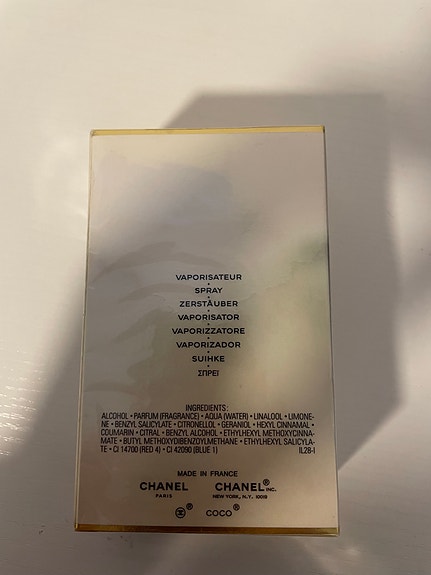 VAPORISATEUR
•
SPRAY
•
ZERSTÄUBER
•
VAPORISATOR
•
VAPORIZZATORE
•
VAPORIZADOR
•
SUIHKE
•
ΣΠΡΕΪ
INGREDIENTS:
ALCOHOL • PARFUM (FRAGRANCE) • AQUA (WATER) • LINALOOL • LIMONE-
NE • BENZYL SALICYLATE • CITRONELLOL • GERANIOL • HEXYL CINNAMAL •
COUMARIN • CITRAL • BENZYL ALCOHOL • ETHYLHEXYL METHOXYCINNA-
MATE • BUTYL METHOXYDIBENZOYLMETHANE • ETHYLHEXYL SALICYLA-
TE • CI 14700 (RED 4) • CI 42090 (BLUE 1) IL28-I
MADE IN FRANCE
CHANEL CHANEL® INC.
PARIS NEW YORK, N.Y. 10019
® COCO®